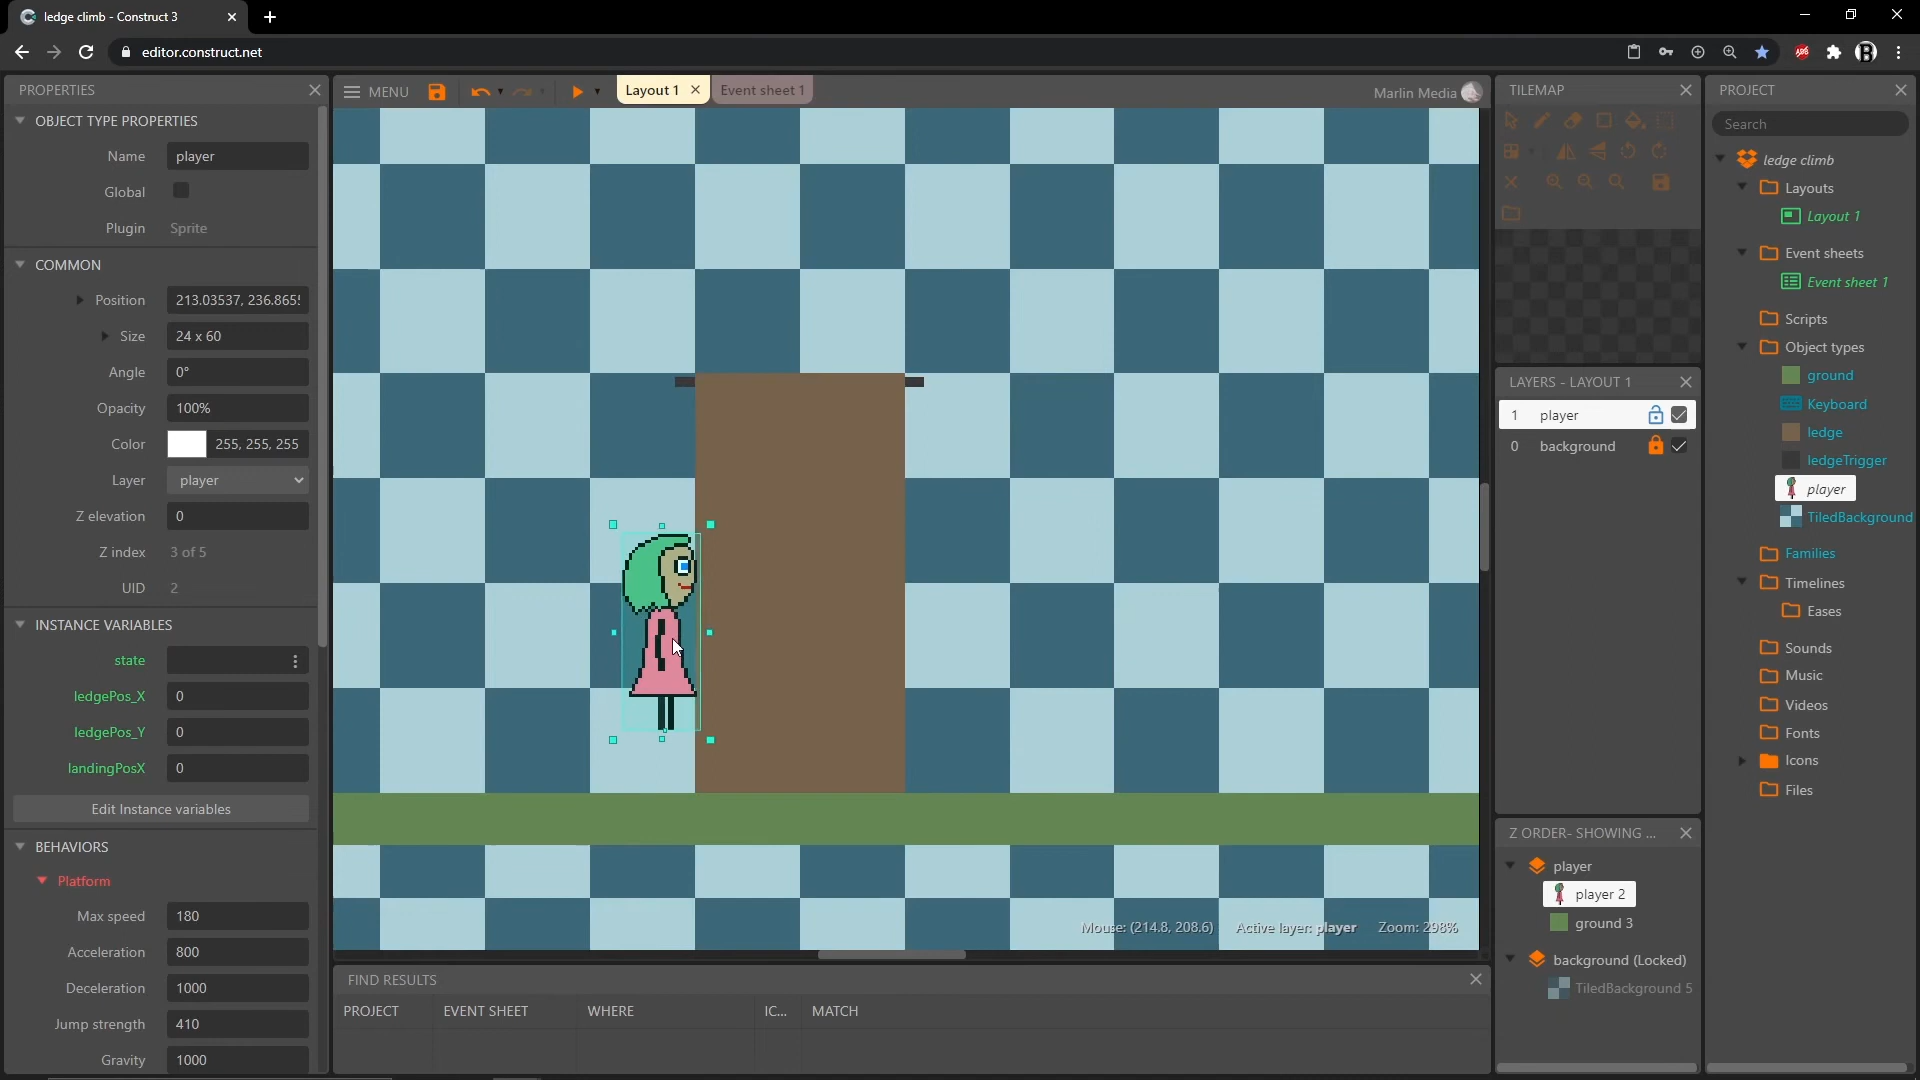 ledge climb - Construct 3
editor.construct.net
PROPERTIES
OBJECT TYPE PROPERTIES
Name player
Global
Plugin Sprite
COMMON
Position 213.03537, 236.865
Size 24 x 60
Angle 0°
Opacity 100%
Color 255, 255, 255
Layer player
Z elevation 0
Z index 3 of 5
UID 2
INSTANCE VARIABLES
state
ledgePos_X 0
ledgePos_Y 0
landingPosX 0
Edit Instance variables
BEHAVIORS
Platform
Max speed 180
Acceleration 800
Deceleration 1000
Jump strength 410
Gravity 1000
MENU
Layout 1
Event sheet 1
Marlin Media
Mouse: (214.8, 208.6) Active layer: player Zoom: 298%
FIND RESULTS
PROJECT EVENT SHEET WHERE IC... MATCH
TILEMAP
LAYERS - LAYOUT 1
1 player
0 background
Z ORDER- SHOWING ...
player
player 2
ground 3
background (Locked)
TiledBackground 5
PROJECT
Search
ledge climb
Layouts
Layout 1
Event sheets
Event sheet 1
Scripts
Object types
ground
Keyboard
ledge
ledgeTrigger
player
TiledBackground
Families
Timelines
Eases
Sounds
Music
Videos
Fonts
Icons
Files